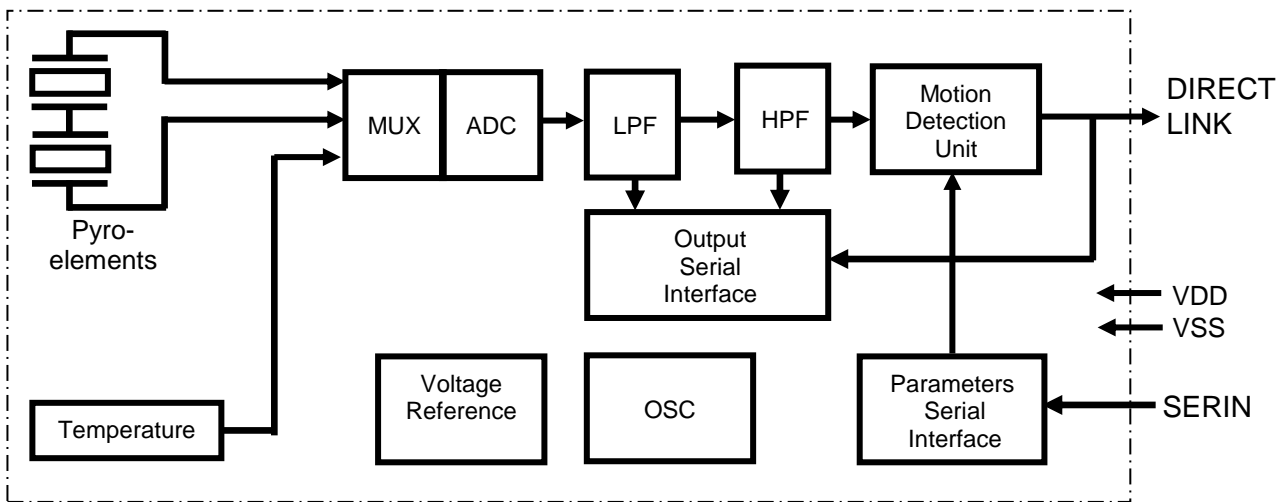 Pyro-
elements
Temperature
MUX
ADC
LPF
HPF
Motion
Detection
Unit
DIRECT
LINK
Output
Serial
Interface
VDD
VSS
Voltage
Reference
OSC
Parameters
Serial
Interface
SERIN